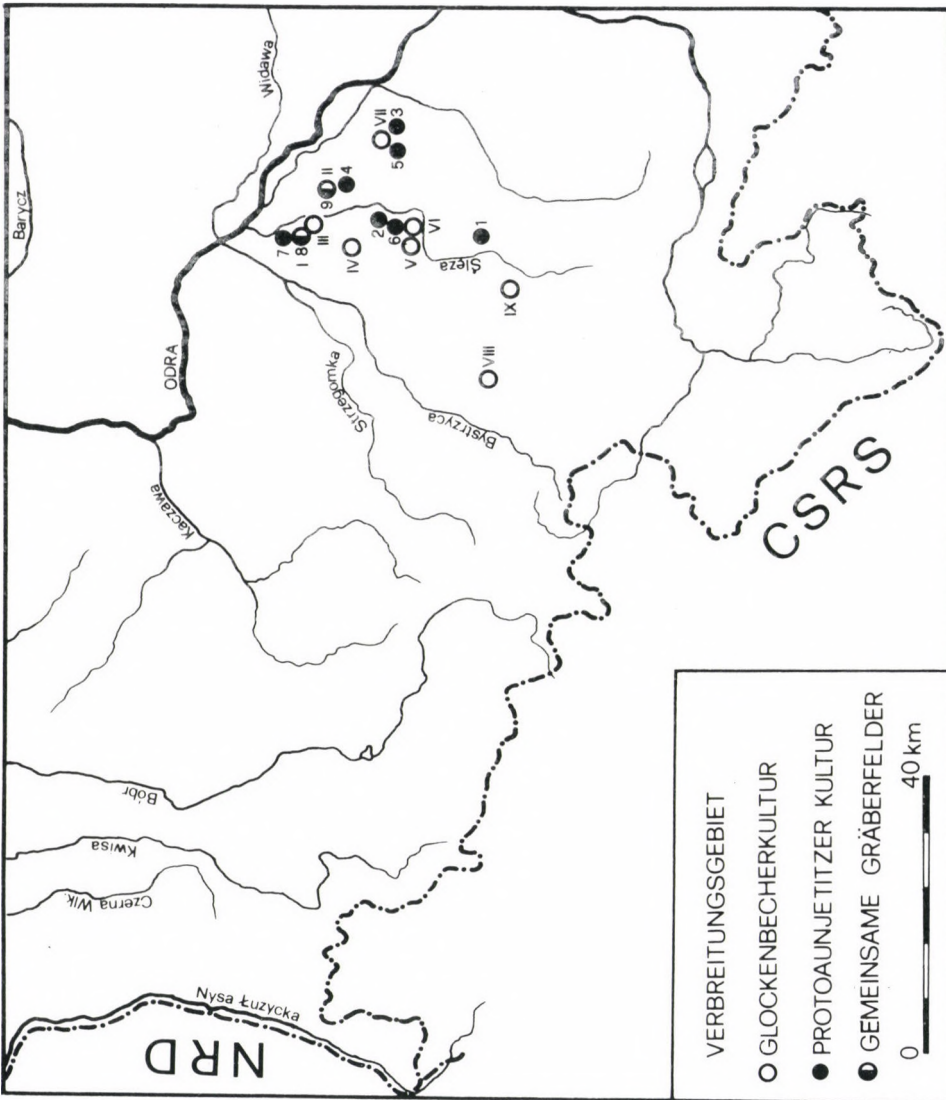 Barycz
Widawa
ODRA
Kaczawa
Strzegomka
Bystrzyca
Ślęza
Bóbr
Kwisa
Czerna Wlk.
Nysa Łużycka
NRD
CSRS
7
I 8
III
9 II
4
IV
2
6
V
VI
VII
5 3
1
IX
VIII
VERBREITUNGSGEBIET
GLOCKENBECHERKULTUR
PROTOAUNJETITZER KULTUR
GEMEINSAME GRÄBERFELDER
0 40 km